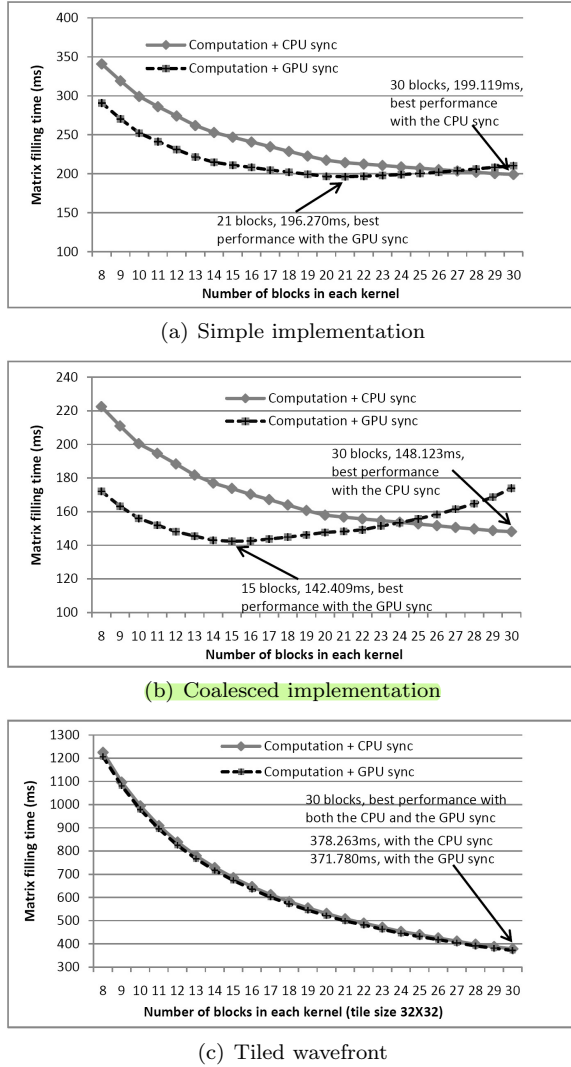 400
350
300
250
200
150
100
Matrix filling time (ms)
Computation + CPU sync
Computation + GPU sync
30 blocks, 199.119ms,
best performance
with the CPU sync
21 blocks, 196.270ms, best
performance with the GPU sync
8 9 10 11 12 13 14 15 16 17 18 19 20 21 22 23 24 25 26 27 28 29 30
Number of blocks in each kernel
(a) Simple implementation
240
220
200
180
160
140
120
100
Matrix filling time (ms)
Computation + CPU sync
Computation + GPU sync
30 blocks, 148.123ms,
best performance
with the CPU sync
15 blocks, 142.409ms, best
performance with the GPU sync
8 9 10 11 12 13 14 15 16 17 18 19 20 21 22 23 24 25 26 27 28 29 30
Number of blocks in each kernel
(b) Coalesced implementation
1300
1200
1100
1000
900
800
700
600
500
400
300
Matrix filling time (ms)
Computation + CPU sync
Computation + GPU sync
30 blocks, best performance with
both the CPU and the GPU sync
378.263ms, with the CPU sync
371.780ms, with the GPU sync
8 9 10 11 12 13 14 15 16 17 18 19 20 21 22 23 24 25 26 27 28 29 30
Number of blocks in each kernel (tile size 32X32)
(c) Tiled wavefront